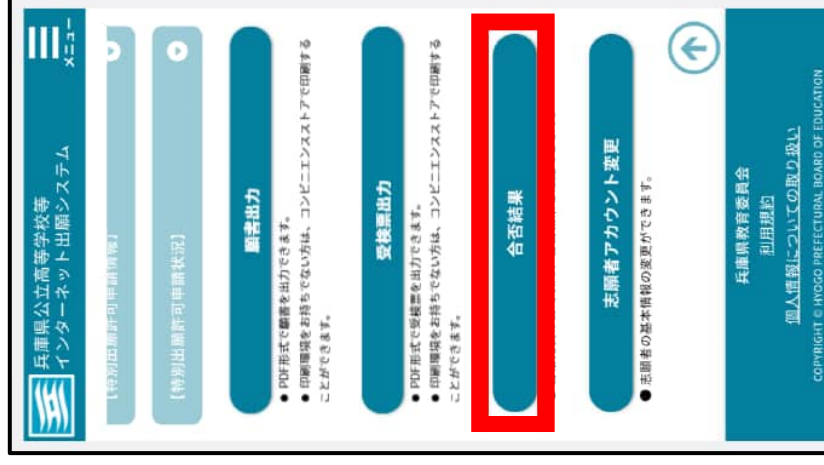 兵庫県公立高等学校等
インターネット出願システム
メニュー
【特別出願許可申請情報】
【特別出願許可申請状況】
願書出力
● PDF形式で願書を出力できます。
● 印刷環境をお持ちでない方は、コンビニエンスストアで印刷する
ことができます。
受検票出力
● PDF形式で受検票を出力できます。
● 印刷環境をお持ちでない方は、コンビニエンスストアで印刷する
ことができます。
合否結果
志願者アカウント変更
● 志願者の基本情報の変更ができます。
兵庫県教育委員会
利用規約
個人情報についての取り扱い
COPYRIGHT © HYOGO PREFECTURAL BOARD OF EDUCATION